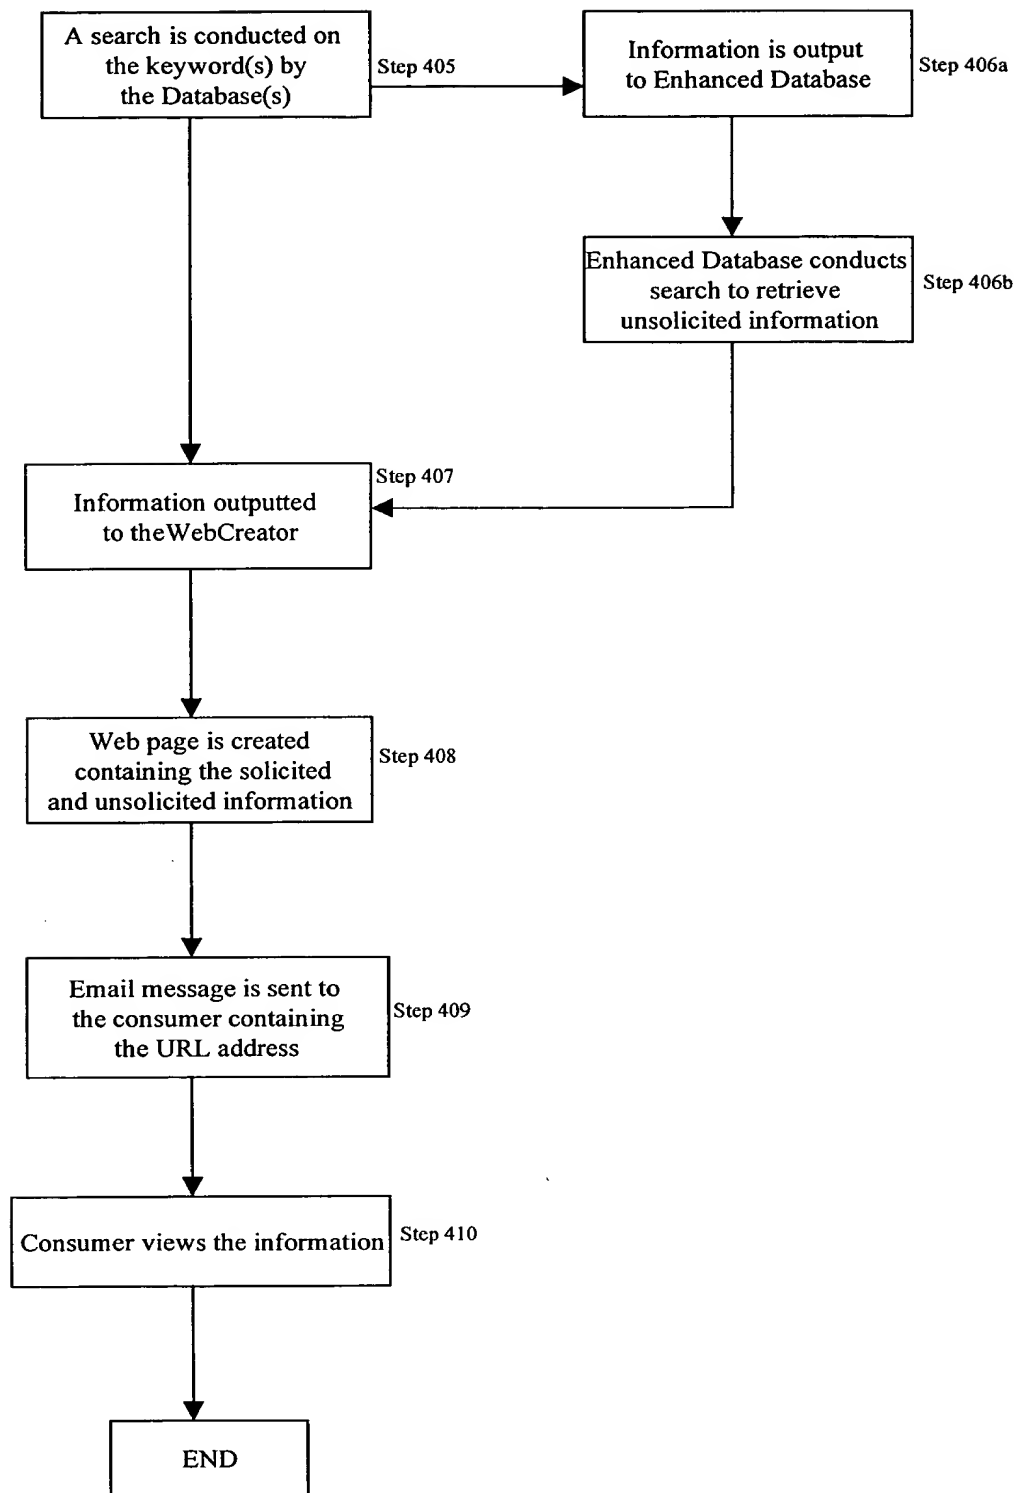 A search is conducted on
the keyword(s) by
the Database(s)
Step 405
Information is output
to Enhanced Database
Step 406a
Enhanced Database conducts
search to retrieve
unsolicited information
Step 406b
Step 407
Information outputted
to theWebCreator
Web page is created
containing the solicited
and unsolicited information
Step 408
Email message is sent to
the consumer containing
the URL address
Step 409
Consumer views the information
Step 410
END